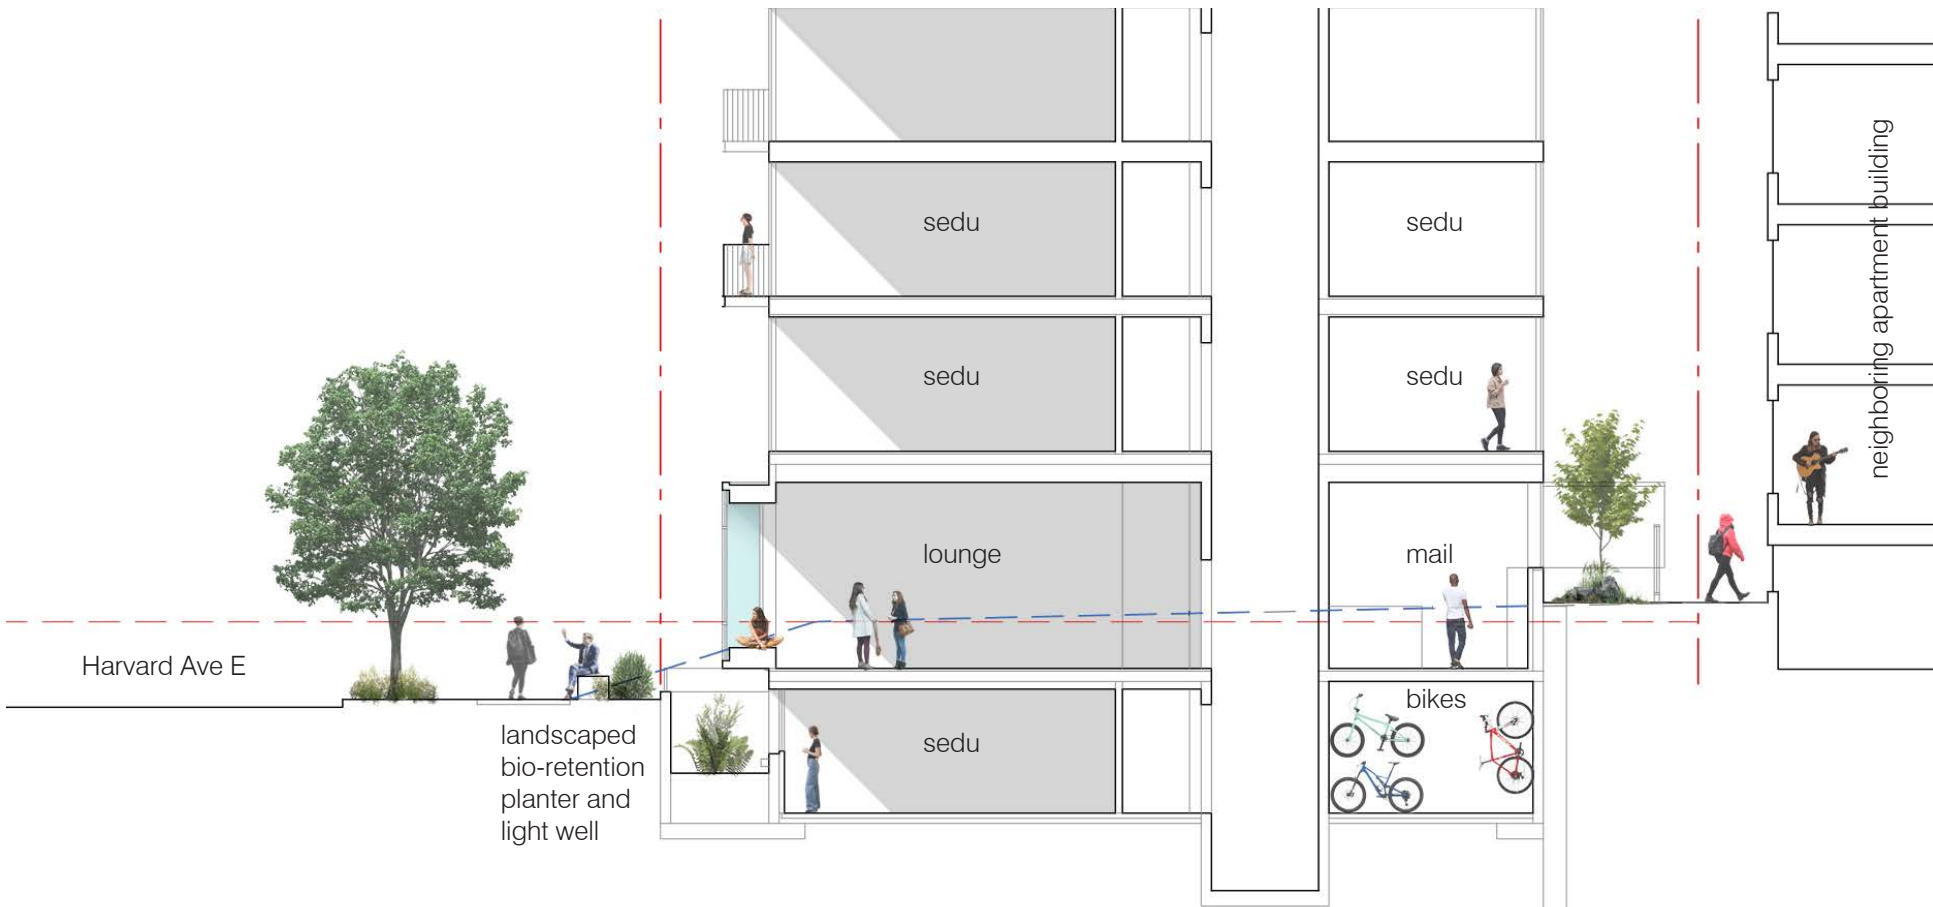 sedu
sedu
sedu
sedu
lounge
mail
Harvard Ave E
bikes
sedu
landscaped
bio-retention
planter and
light well
neighboring apartment building